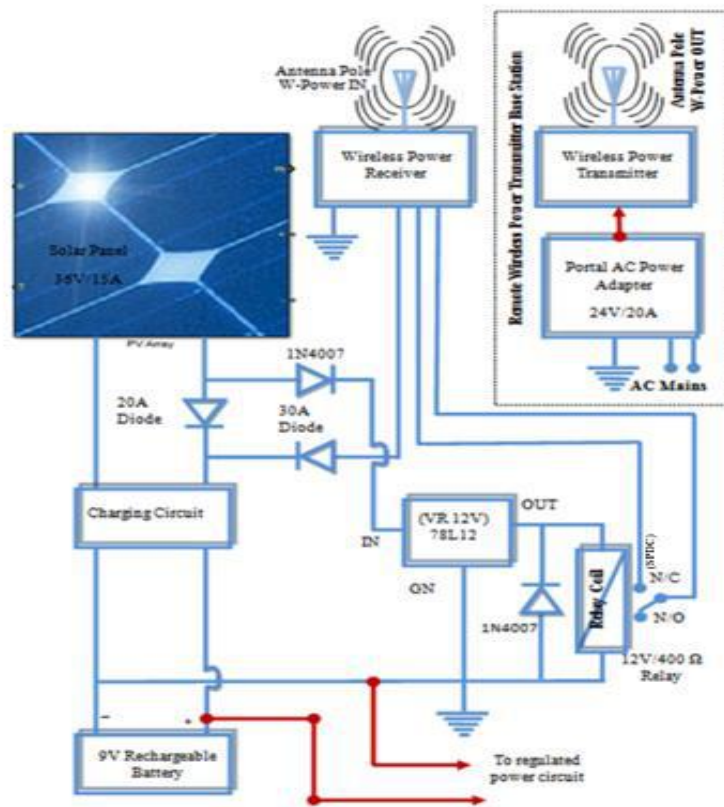 Antenna Pole
W-Power IN
Wireless Power
Receiver
Remote Wireless Power Transmitter Base Station
Antenna Pole
W-Power OUT
Wireless Power
Transmitter
Portal AC Power
Adapter
24V/20A
AC Mains
Solar Panel
36V/15A
PV Array
1N4007
20A
Diode
30A
Diode
Charging Circuit
(VR 12V)
78L12
IN
OUT
GN
1N4007
Relay Coil
(SPDC)
N/C
N/O
12V/400 Ω
Relay
-
+
9V Rechargeable
Battery
To regulated
power circuit